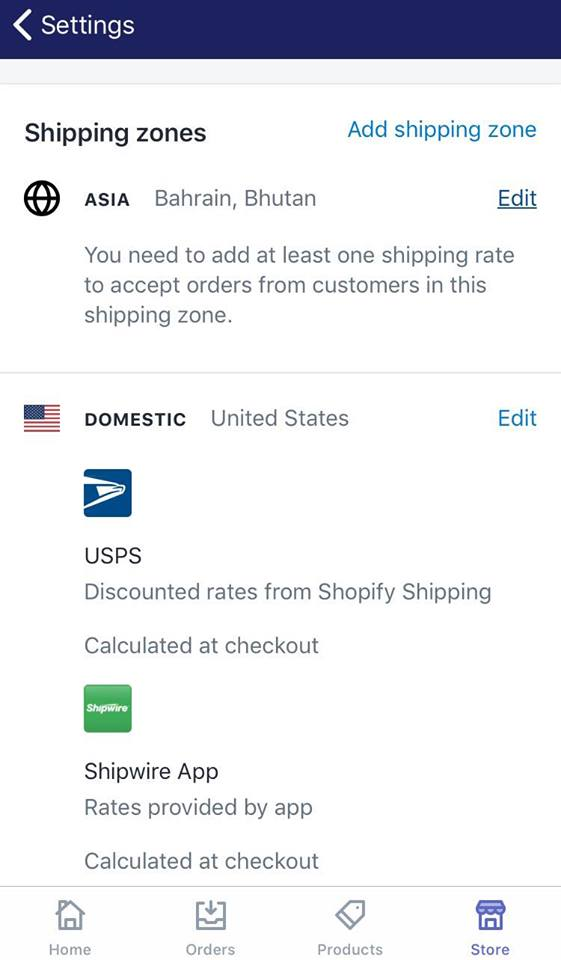 Settings
Shipping zones Add shipping zone
ASIA Bahrain, Bhutan Edit
You need to add at least one shipping rate
to accept orders from customers in this
shipping zone.
DOMESTIC United States Edit
USPS
Discounted rates from Shopify Shipping
Calculated at checkout
Shipwire
Shipwire App
Rates provided by app
Calculated at checkout
Home Orders Products Store